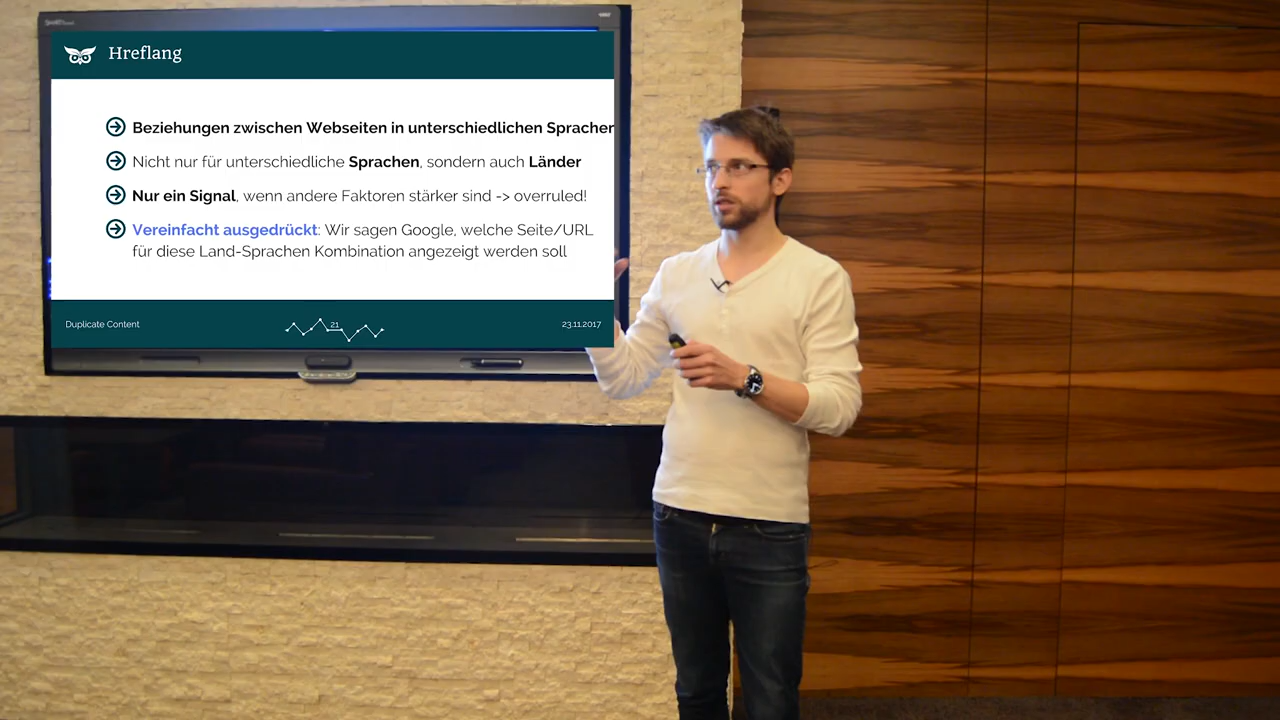 Hreflang
Beziehungen zwischen Webseiten in unterschiedlichen Sprachen
Nicht nur für unterschiedliche Sprachen, sondern auch Länder
Nur ein Signal, wenn andere Faktoren stärker sind -> overruled!
Vereinfacht ausgedrückt: Wir sagen Google, welche Seite/URL
für diese Land-Sprachen Kombination angezeigt werden soll
Duplicate Content
21
23.11.2017